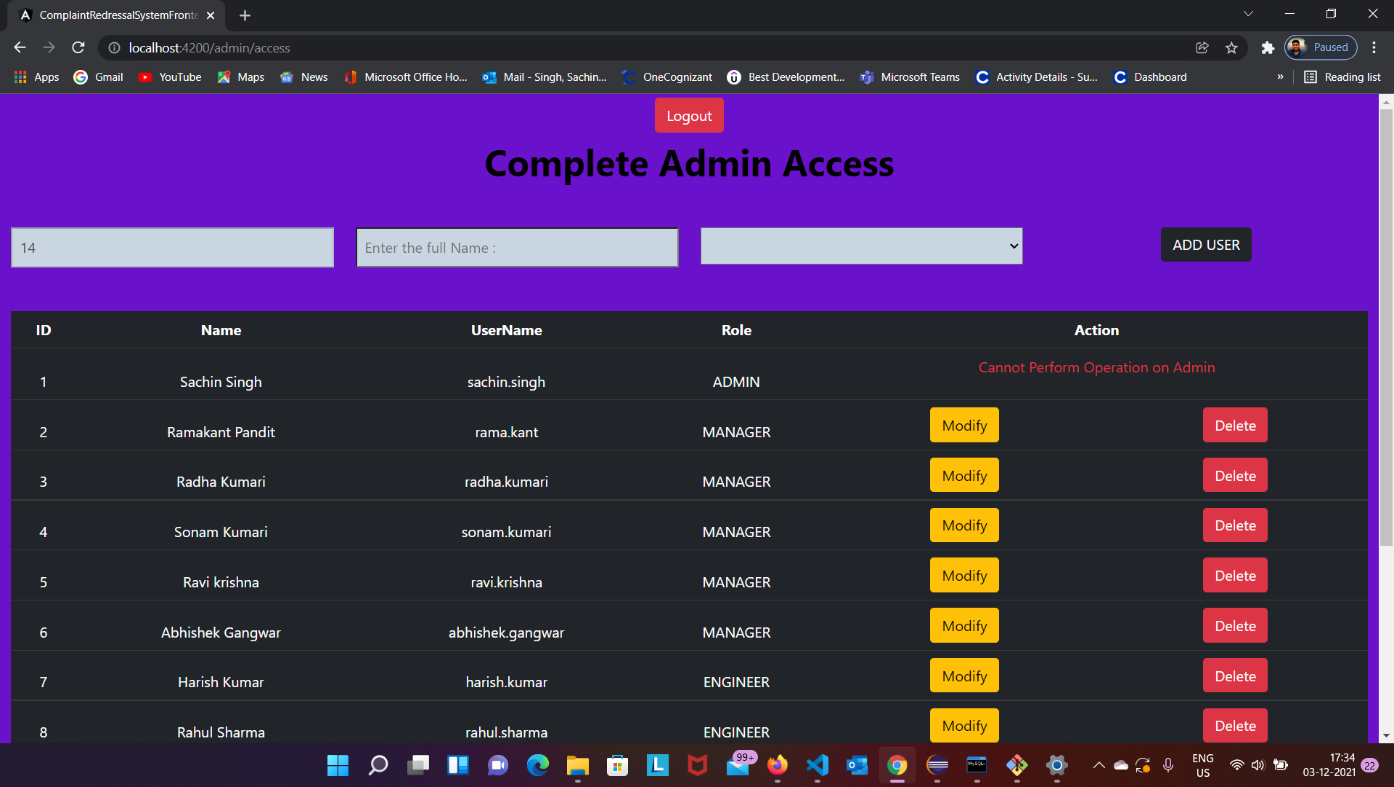 ComplaintRedressalSystemFronte
localhost:4200/admin/access
Paused
Apps Gmail YouTube Maps News Microsoft Office Ho... Mail - Singh, Sachin... OneCognizant Best Development... Microsoft Teams Activity Details - Su... Dashboard » Reading list
Logout
Complete Admin Access
14 Enter the full Name : ADD USER
ID Name UserName Role Action
1 Sachin Singh sachin.singh ADMIN Cannot Perform Operation on Admin
2 Ramakant Pandit rama.kant MANAGER Modify Delete
3 Radha Kumari radha.kumari MANAGER Modify Delete
4 Sonam Kumari sonam.kumari MANAGER Modify Delete
5 Ravi krishna ravi.krishna MANAGER Modify Delete
6 Abhishek Gangwar abhishek.gangwar MANAGER Modify Delete
7 Harish Kumar harish.kumar ENGINEER Modify Delete
8 Rahul Sharma rahul.sharma ENGINEER Modify Delete
99+
L
MySQL
ENG
US
17:34
03-12-2021
22